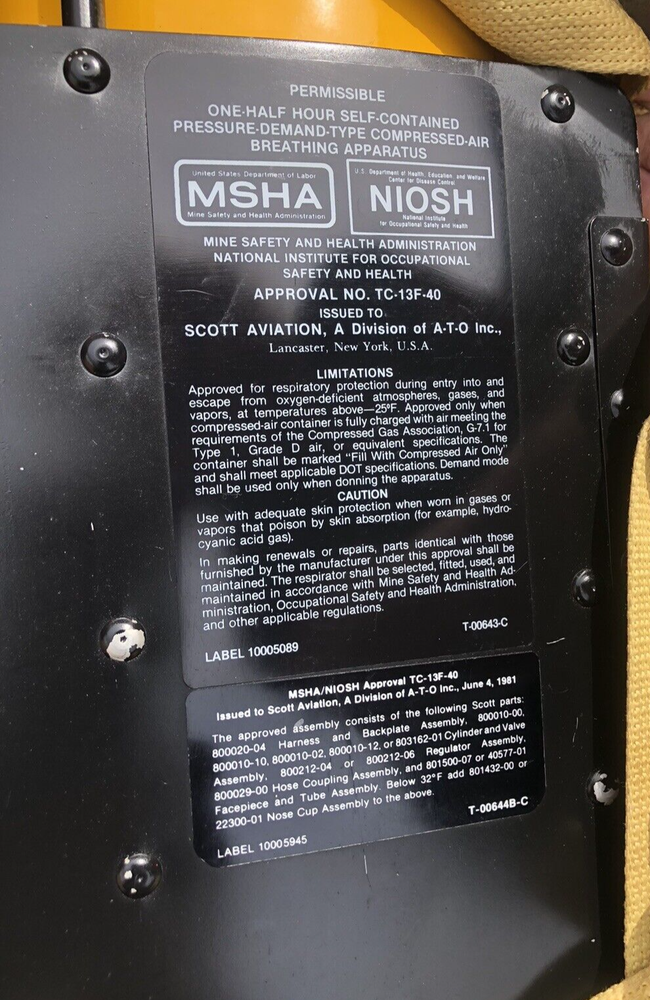 PERMISSIBLE
ONE-HALF HOUR SELF-CONTAINED
PRESSURE-DEMAND-TYPE COMPRESSED-AIR
BREATHING APPARATUS
United States Department of Labor
MSHA
Mine Safety and Health Administration
U.S. Department of Health, Education, and Welfare
Center for Disease Control
NIOSH
National Institute
for Occupational Safety and Health
MINE SAFETY AND HEALTH ADMINISTRATION
NATIONAL INSTITUTE FOR OCCUPATIONAL
SAFETY AND HEALTH
APPROVAL NO. TC-13F-40
ISSUED TO
SCOTT AVIATION, A Division of A-T-O Inc.,
Lancaster, New York, U.S.A.
LIMITATIONS
Approved for respiratory protection during entry into and
escape from oxygen-deficient atmospheres, gases, and
vapors, at temperatures above—25°F. Approved only when
compressed-air container is fully charged with air meeting the
requirements of the Compressed Gas Association, G-7.1 for
Type 1, Grade D air, or equivalent specifications. The
container shall be marked "Fill With Compressed Air Only"
and shall meet applicable DOT specifications. Demand mode
shall be used only when donning the apparatus.
CAUTION
Use with adequate skin protection when worn in gases or
vapors that poison by skin absorption (for example, hydro-
cyanic acid gas).
In making renewals or repairs, parts identical with those
furnished by the manufacturer under this approval shall be
maintained. The respirator shall be selected, fitted, used, and
maintained in accordance with Mine Safety and Health Ad-
ministration, Occupational Safety and Health Administration,
and other applicable regulations.
T-00643-C
LABEL 10005089
MSHA/NIOSH Approval TC-13F-40
Issued to Scott Aviation, A Division of A-T-O Inc., June 4, 1981
The approved assembly consists of the following Scott parts:
800020-04 Harness and Backplate Assembly, 800010-00,
800010-10, 800010-02, 800010-12, or 803162-01 Cylinder and Valve
Assembly, 800212-04 or 800212-06 Regulator Assembly,
800029-00 Hose Coupling Assembly, and 801500-07 or 40577-01
Facepiece and Tube Assembly. Below 32°F add 801432-00 or
22300-01 Nose Cup Assembly to the above.
T-00644B-C
LABEL 10005945